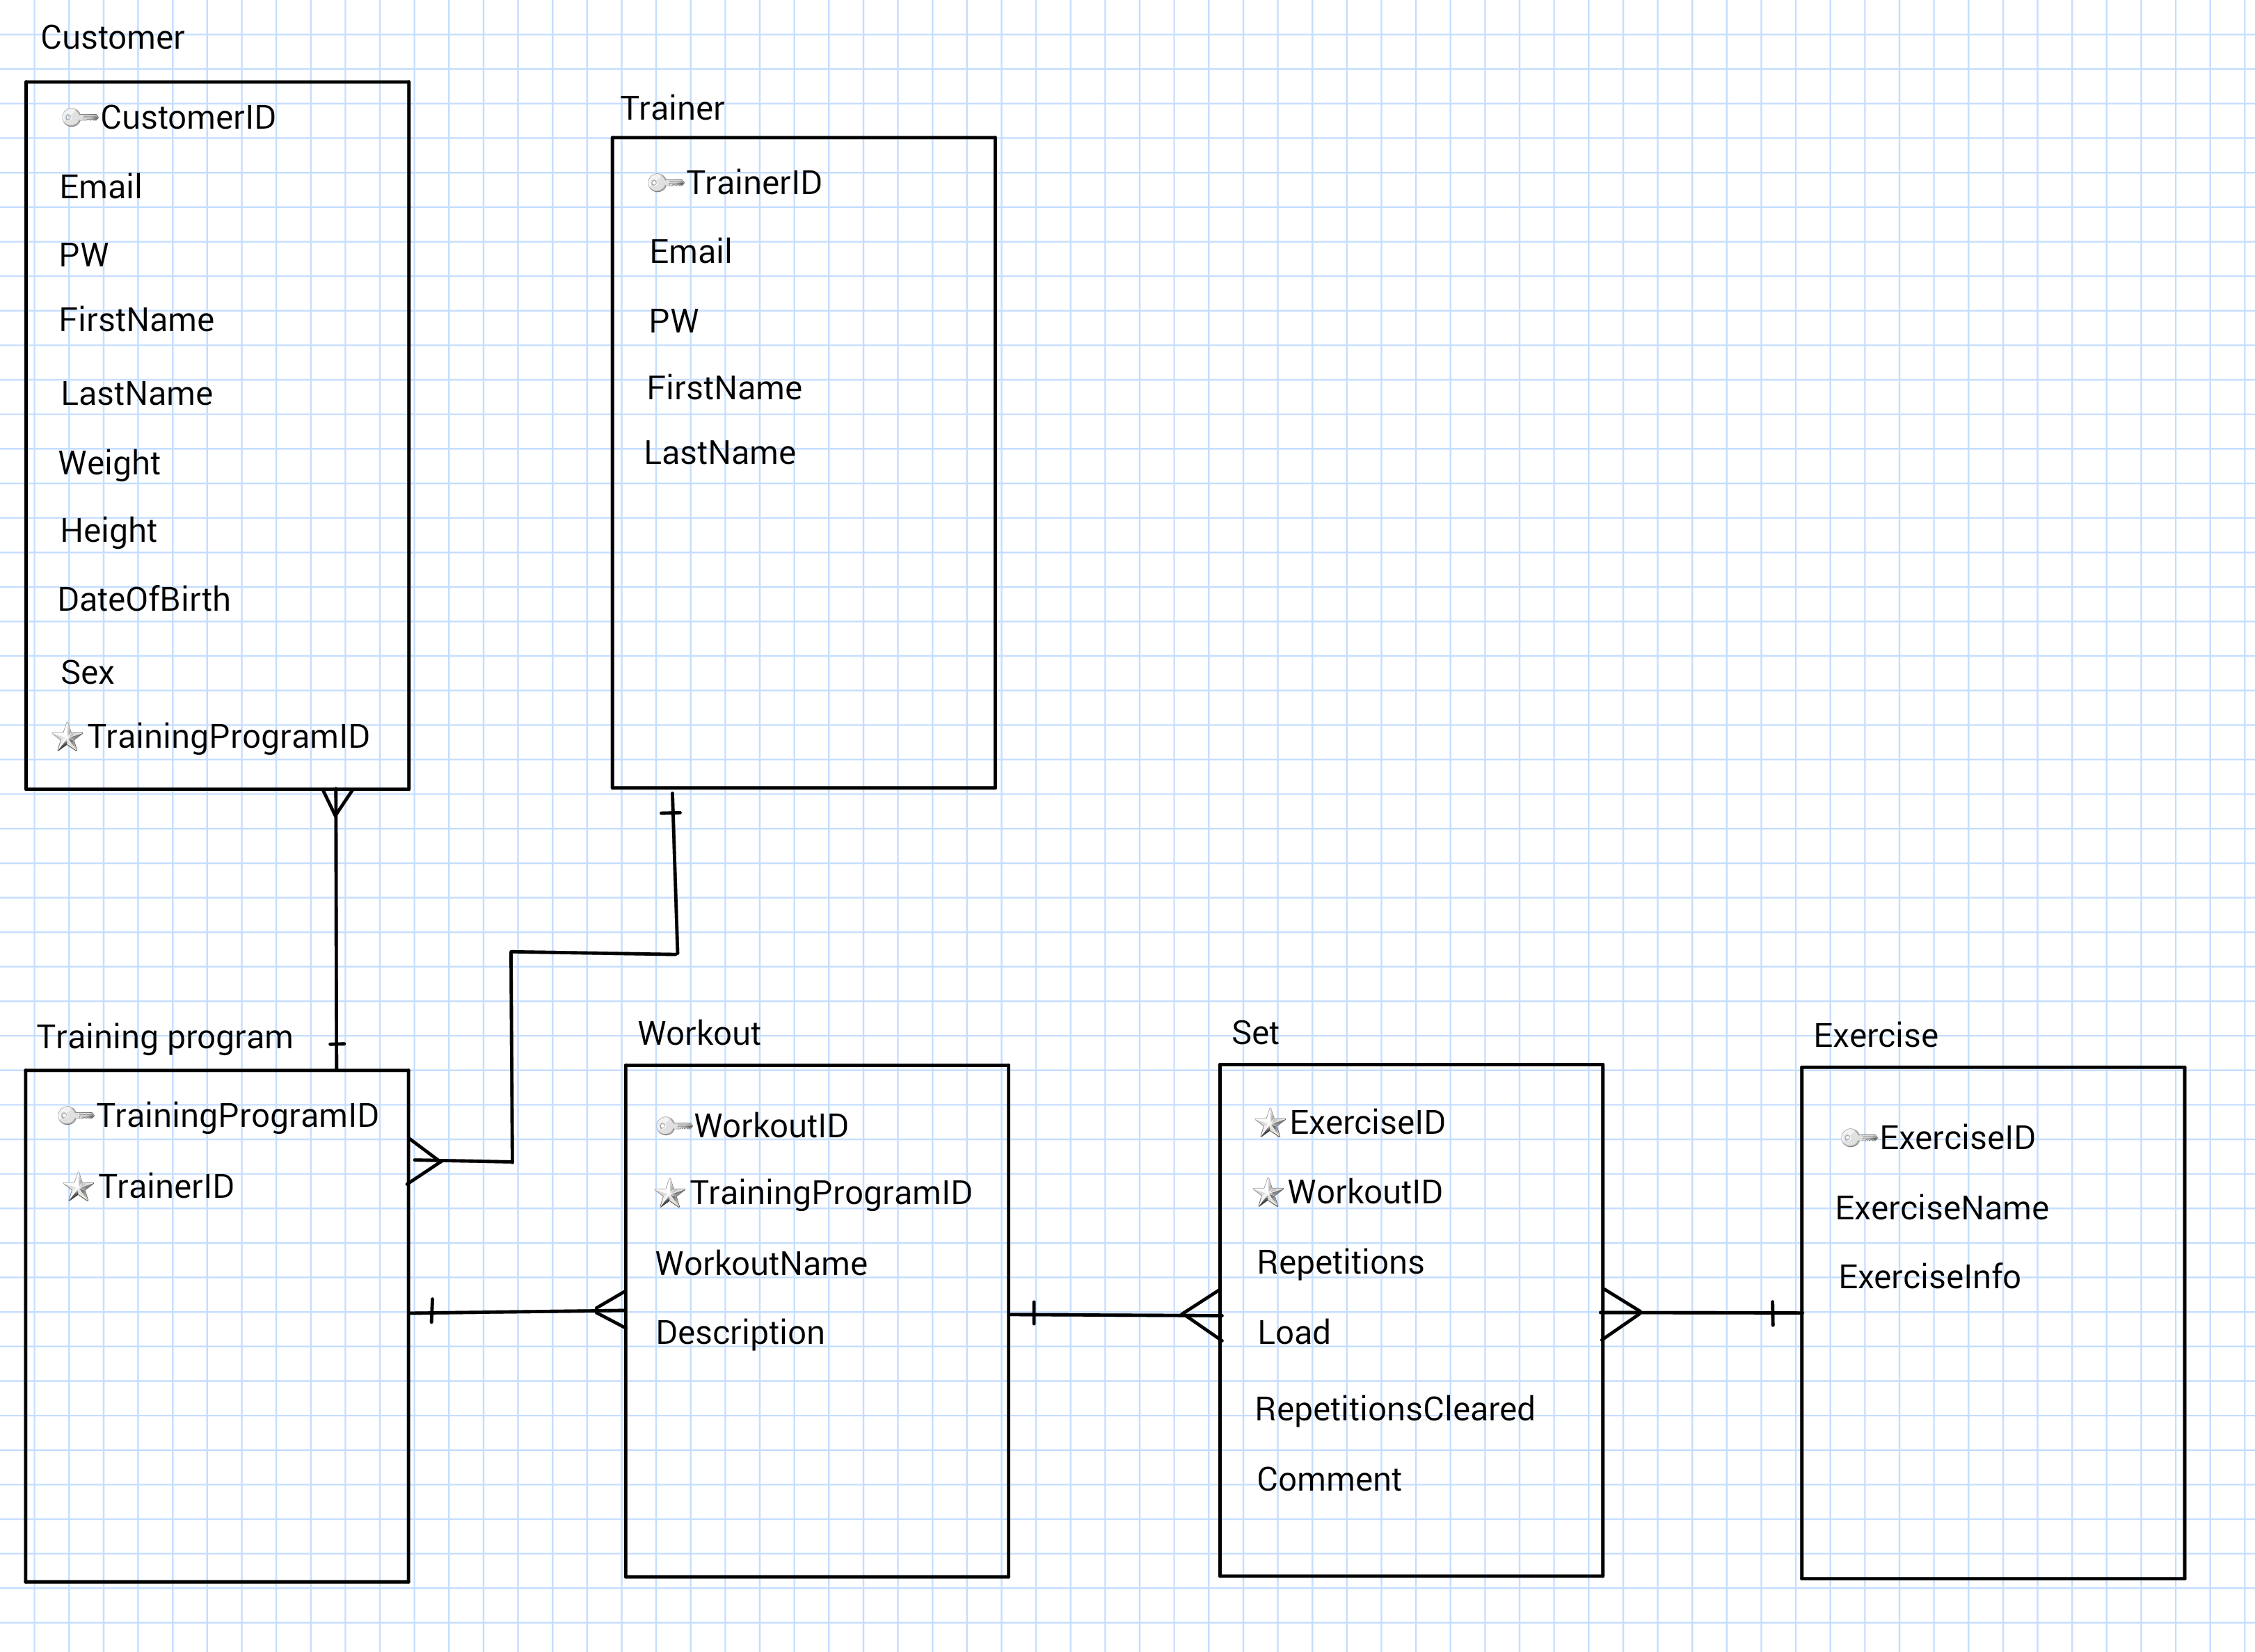 Customer
CustomerID
Email
PW
FirstName
LastName
Weight
Height
DateOfBirth
Sex
TrainingProgramID
Trainer
TrainerID
Email
PW
FirstName
LastName
Training program
TrainingProgramID
TrainerID
Workout
WorkoutID
TrainingProgramID
WorkoutName
Description
Set
ExerciseID
WorkoutID
Repetitions
Load
RepetitionsCleared
Comment
Exercise
ExerciseID
ExerciseName
ExerciseInfo